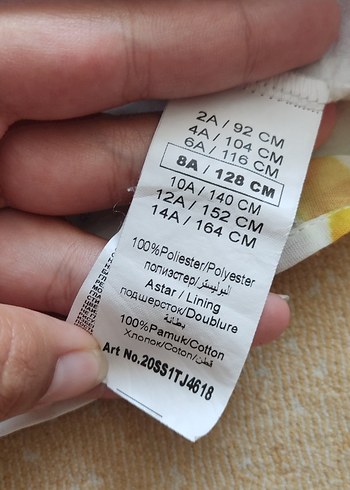 2A / 92 CM
4A / 104 CM
6A / 116 CM
8A / 128 CM
10A / 140 CM
12A / 152 CM
14A / 164 CM
100%Poliester/Polyester
полиэстер/البوليستر
Astar / Lining
подшерсток/Doublure
بطانة
100%Pamuk/Cotton
Хлопок/Coton/قطن
Art No.20SS1TJ4618